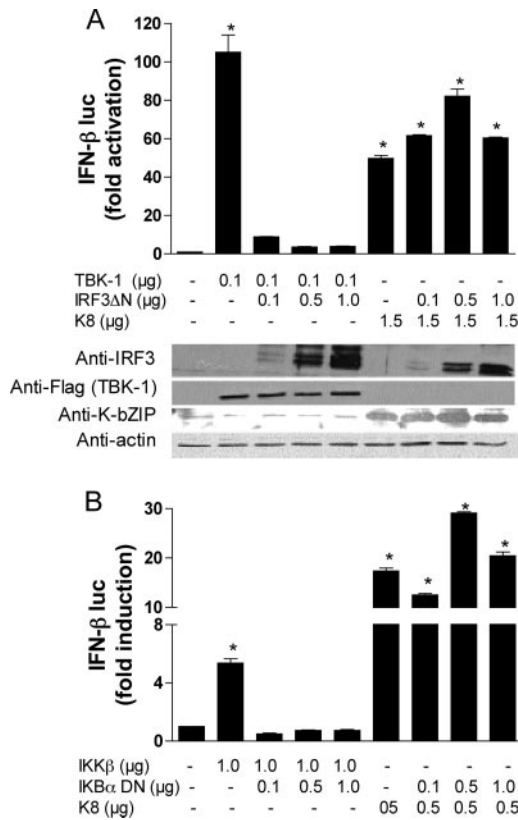 A
IFN-β luc
(fold activation)
120
100
80
60
40
20
0
* * * * *
TBK-1 (µg) - 0.1 0.1 0.1 0.1 - - - -
IRF3ΔN (µg) - - 0.1 0.5 1.0 - 0.1 0.5 1.0
K8 (µg) - - - - - 1.5 1.5 1.5 1.5
Anti-IRF3
Anti-Flag (TBK-1)
Anti-K-bZIP
Anti-actin
B
IFN-β luc
(fold induction)
30
20
10
8
4
0
* * * * *
IKKβ (µg) - 1.0 1.0 1.0 1.0 - - - -
IKBα DN (µg) - - 0.1 0.5 1.0 - 0.1 0.5 1.0
K8 (µg) - - - - - 05 0.5 0.5 0.5